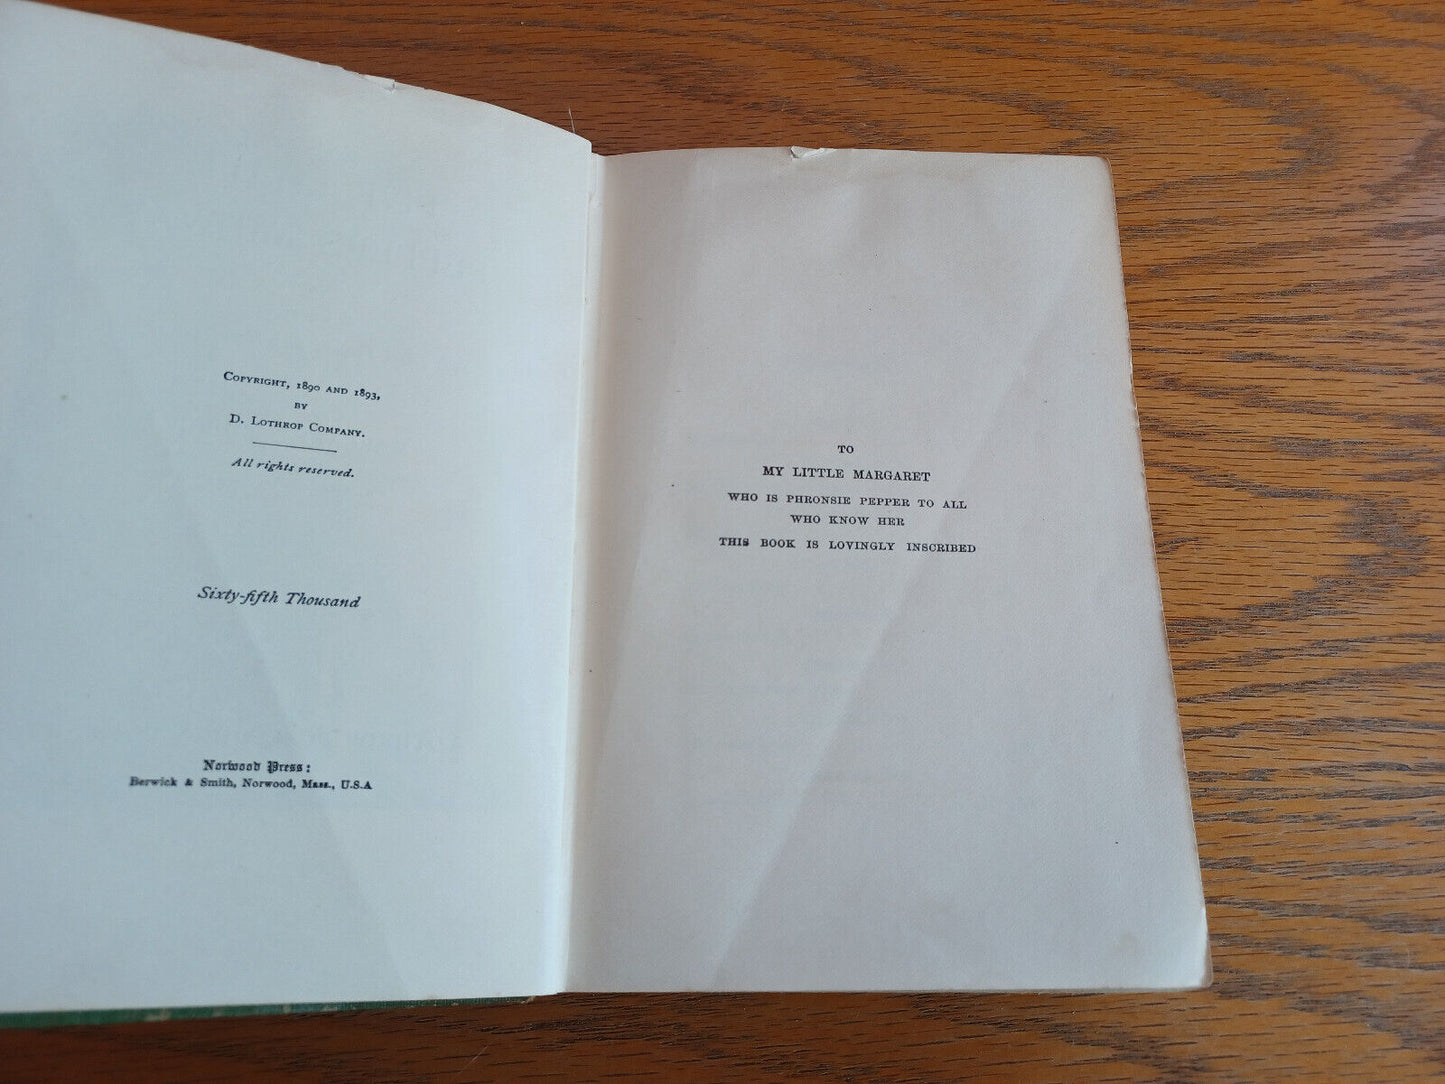 Copyright, 1890 and 1893,
by
D. Lothrop Company.
All rights reserved.
Sixty-fifth Thousand
Norwood Press:
Berwick & Smith, Norwood, Mass., U.S.A
TO
MY LITTLE MARGARET
WHO IS PHRONSIE PEPPER TO ALL
WHO KNOW HER
THIS BOOK IS LOVINGLY INSCRIBED